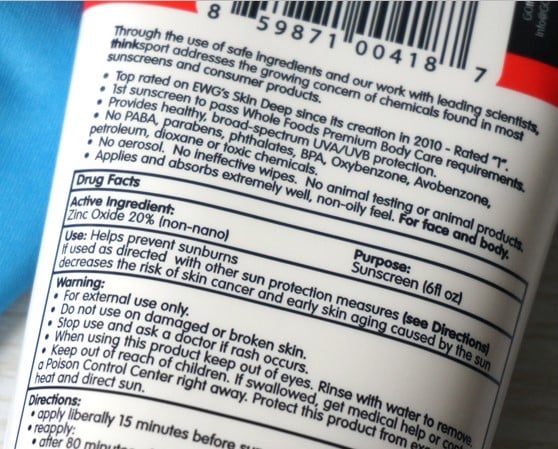 8 59871 00418 7
Through the use of safe ingredients and our work with leading scientists,
thinksport addresses the growing concern of chemicals found in most
sunscreens and consumer products.
• Top rated on EWG's Skin Deep since its creation in 2010 - Rated "1".
• 1st sunscreen to pass Whole Foods Premium Body Care requirements.
• Provides healthy, broad-spectrum UVA/UVB protection.
• No PABA, parabens, phthalates, BPA, Oxybenzone, Avobenzone,
petroleum, dioxane or toxic chemicals.
• No aerosol. No ineffective wipes. No animal testing or animal products.
• Applies and absorbs extremely well, non-oily feel. For face and body.
Drug Facts
Active Ingredient:
Zinc Oxide 20% (non-nano)
Purpose:
Sunscreen (6fl oz)
Use: Helps prevent sunburns
If used as directed with other sun protection measures (see Directions)
decreases the risk of skin cancer and early skin aging caused by the sun
Warning:
• For external use only.
• Do not use on damaged or broken skin.
• Stop use and ask a doctor if rash occurs.
• When using this product keep out of eyes. Rinse with water to remove.
• Keep out of reach of children. If swallowed, get medical help or
a Poison Control Center right away. Protect this product from
heat and direct sun.
Directions:
• apply liberally 15 minutes before
• reapply:
• after 80